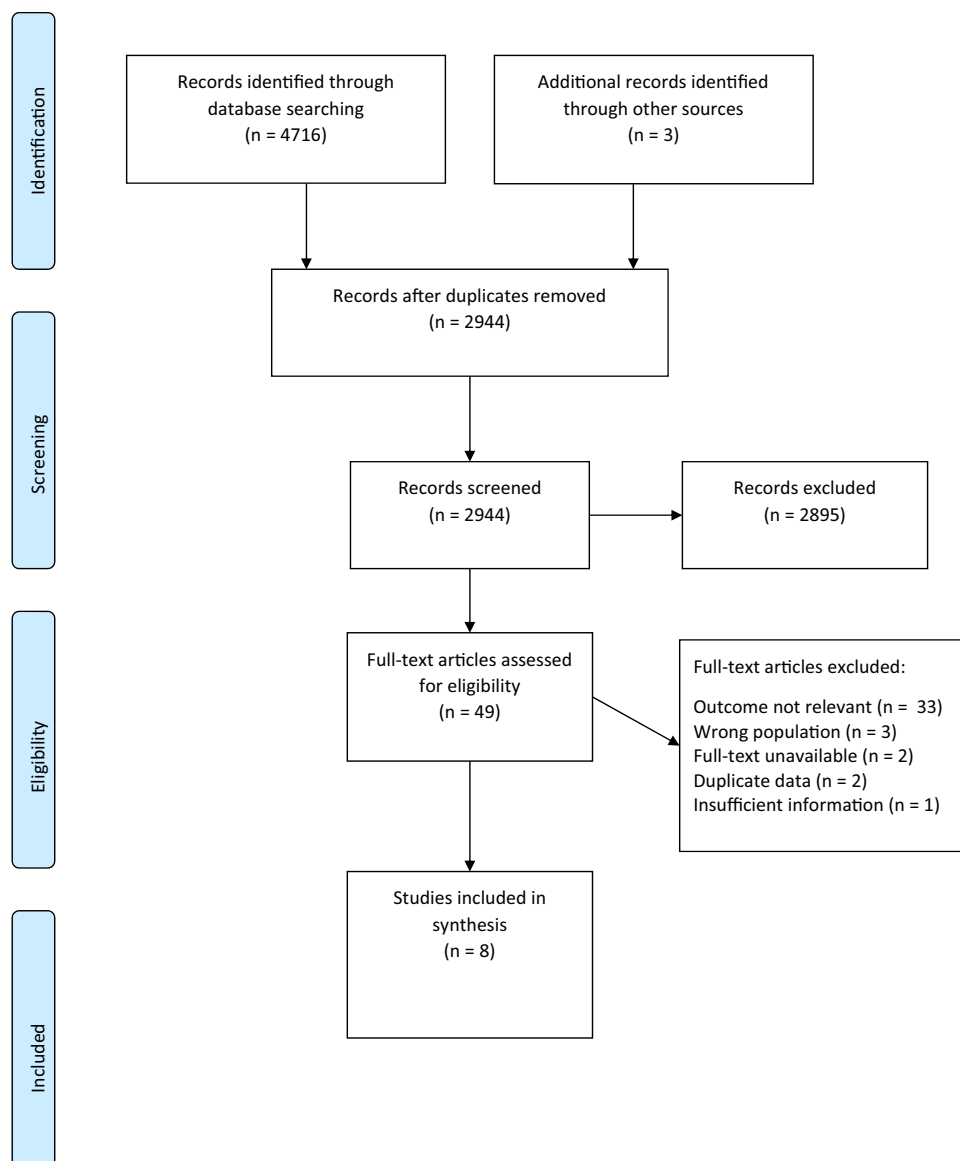 Identification
Records identified through
database searching
(n = 4716)
Additional records identified
through other sources
(n = 3)
Records after duplicates removed
(n = 2944)
Screening
Records screened
(n = 2944)
Records excluded
(n = 2895)
Eligibility
Full-text articles assessed
for eligibility
(n = 49)
Full-text articles excluded:
Outcome not relevant (n = 33)
Wrong population (n = 3)
Full-text unavailable (n = 2)
Duplicate data (n = 2)
Insufficient information (n = 1)
Included
Studies included in
synthesis
(n = 8)